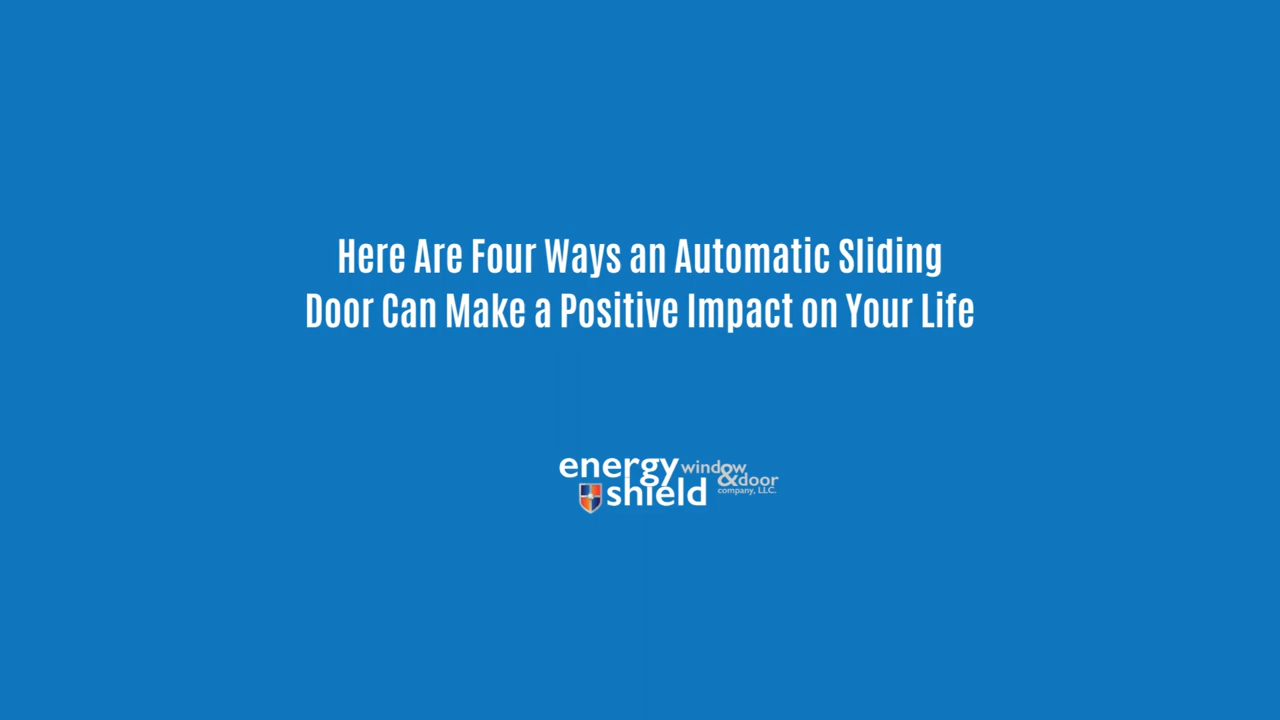 Here Are Four Ways an Automatic Sliding
Door Can Make a Positive Impact on Your Life
energy window
&door
shield company, LLC.